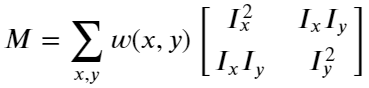 $M = \sum_{x,y} w(x, y) \begin{bmatrix} I_x^2 & I_x I_y \\ I_x I_y & I_y^2 \end{bmatrix}$